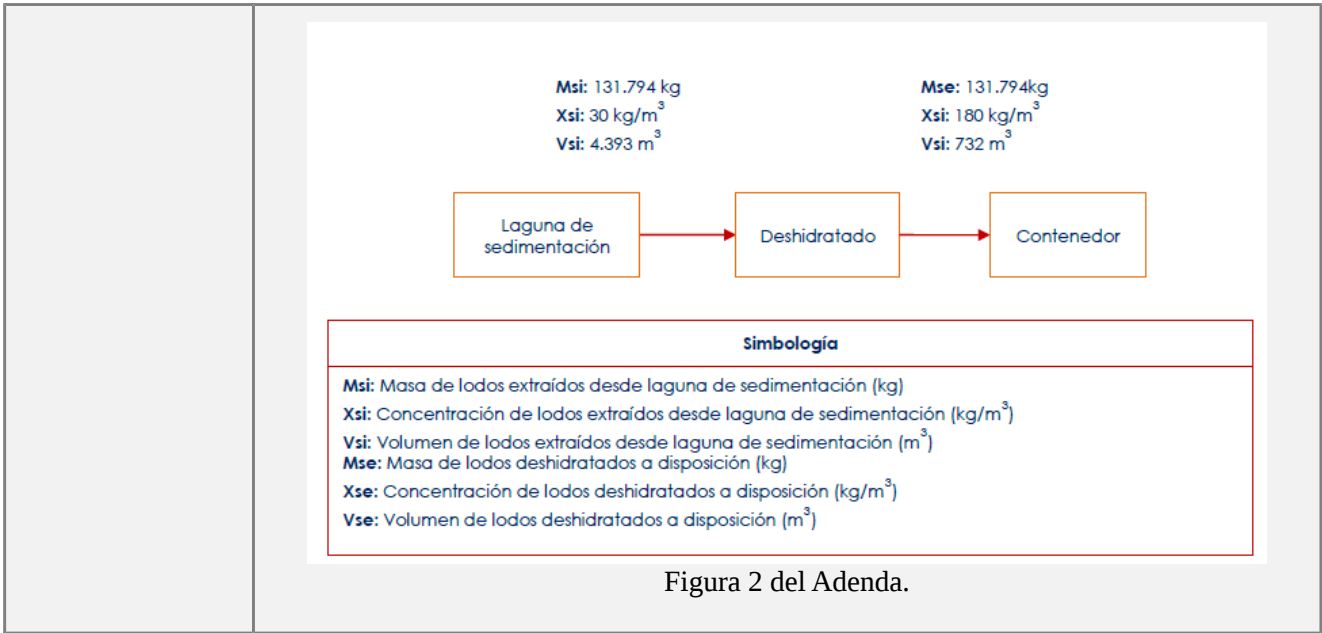 Msi: 131.794 kg
Xsi: 30 kg/m³
Vsi: 4.393 m³
Mse: 131.794kg
Xsi: 180 kg/m³
Vsi: 732 m³
Laguna de
sedimentación
Deshidratado
Contenedor
Simbología
Msi: Masa de lodos extraídos desde laguna de sedimentación (kg)
Xsi: Concentración de lodos extraídos desde laguna de sedimentación (kg/m³)
Vsi: Volumen de lodos extraídos desde laguna de sedimentación (m³)
Mse: Masa de lodos deshidratados a disposición (kg)
Xse: Concentración de lodos deshidratados a disposición (kg/m³)
Vse: Volumen de lodos deshidratados a disposición (m³)
Figura 2 del Adenda.